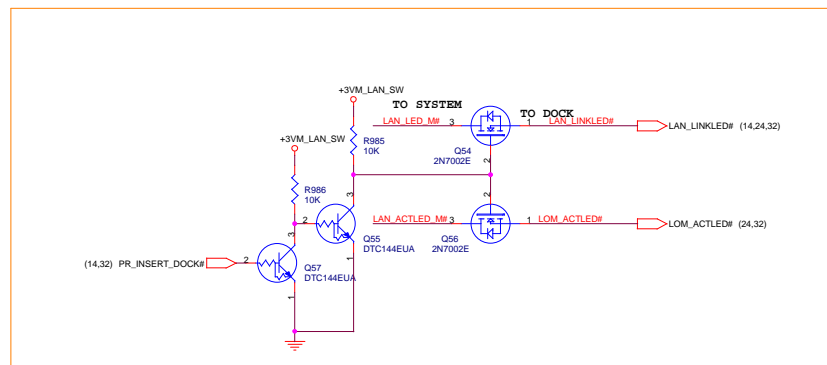 +3VM_LAN_SW
TO SYSTEM
TO DOCK
LAN_LED_M# 3
1 LAN_LINKLED#
LAN_LINKLED# (14,24,32)
+3VM_LAN_SW
R985
10K
Q54
2N7002E
2
R986
10K
3
2
2
LAN_ACTLED_M# 3
1 LOM_ACTLED#
LOM_ACTLED# (24,32)
Q55
DTC144EUA
Q56
2N7002E
3
1
(14,32) PR_INSERT_DOCK# 2
Q57
DTC144EUA
1